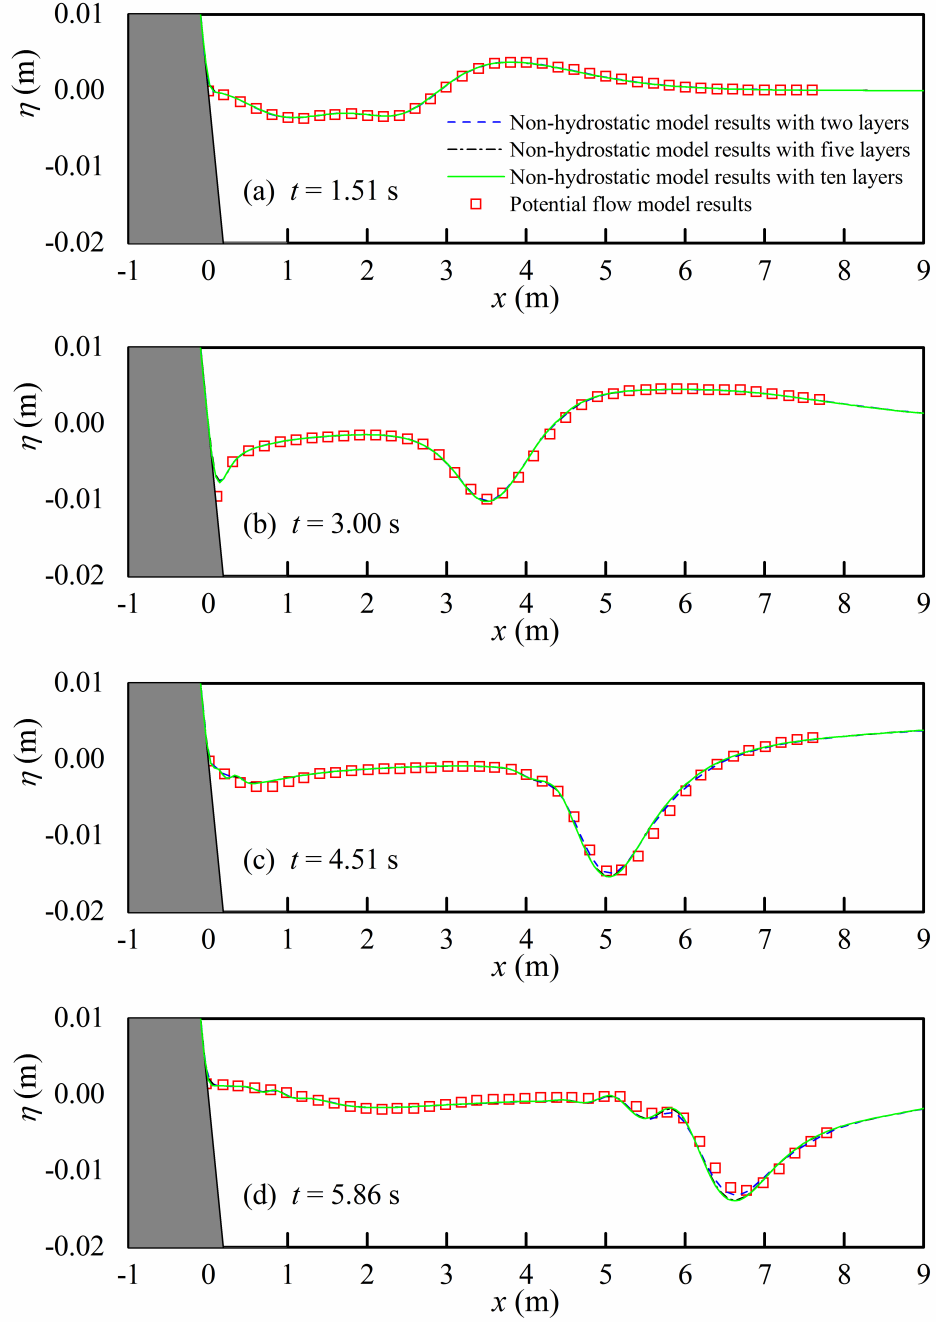 0.01
0.00
-0.01
-0.02
η (m)
Non-hydrostatic model results with two layers
Non-hydrostatic model results with five layers
Non-hydrostatic model results with ten layers
Potential flow model results
(a) t = 1.51 s
-1 0 1 2 3 4 5 6 7 8 9
x (m)
0.01
0.00
-0.01
-0.02
η (m)
(b) t = 3.00 s
-1 0 1 2 3 4 5 6 7 8 9
x (m)
0.01
0.00
-0.01
-0.02
η (m)
(c) t = 4.51 s
-1 0 1 2 3 4 5 6 7 8 9
x (m)
0.01
0.00
-0.01
-0.02
η (m)
(d) t = 5.86 s
-1 0 1 2 3 4 5 6 7 8 9
x (m)